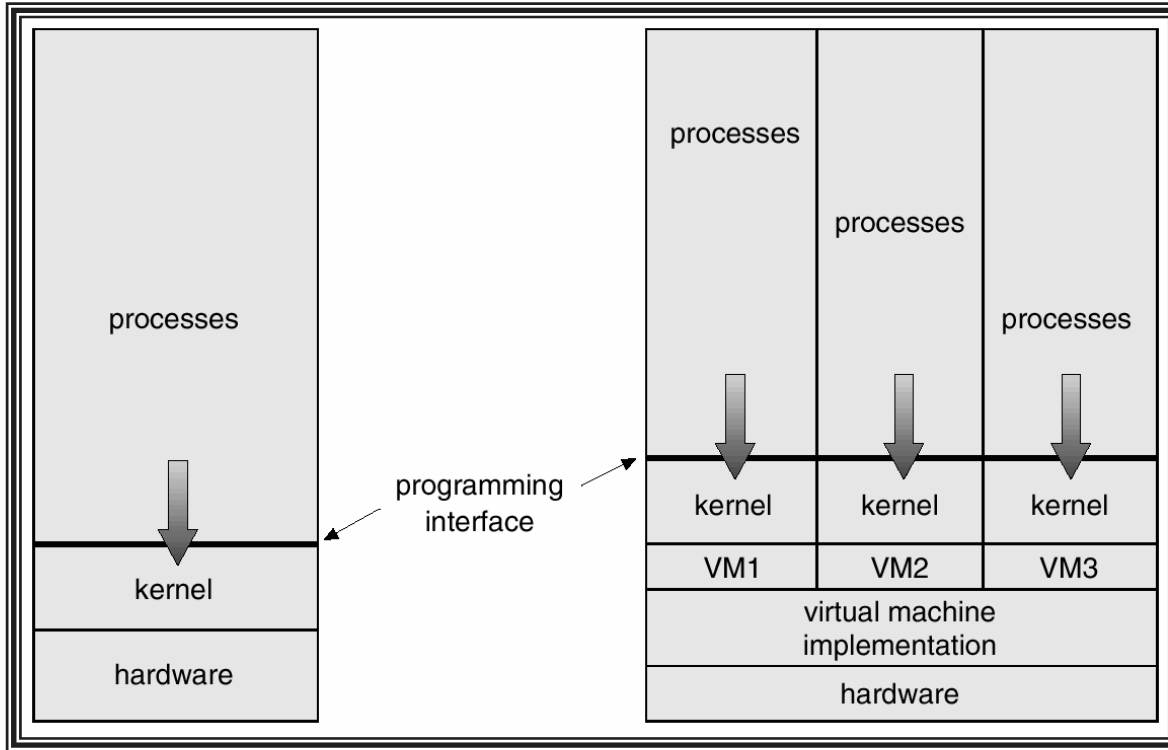 processes
kernel
hardware
programming
interface
processes
processes
processes
kernel
kernel
kernel
VM1
VM2
VM3
virtual machine
implementation
hardware